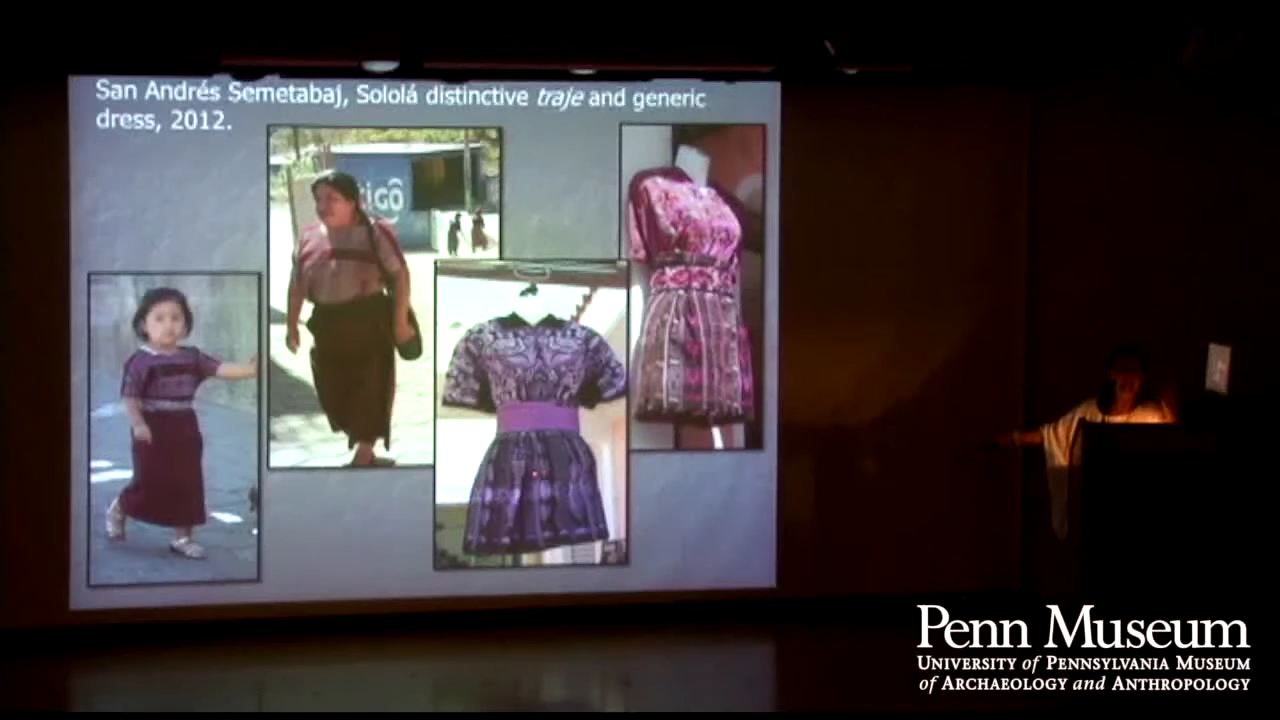 San Andrés Semetabaj, Sololá distinctive traje and generic
dress, 2012.
tiGO
Penn Museum
UNIVERSITY of PENNSYLVANIA MUSEUM
of ARCHAEOLOGY and ANTHROPOLOGY